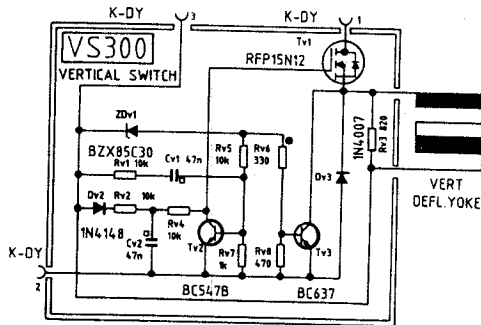 K-DY 3
K-DY 1
VS300
VERTICAL SWITCH
Tv1
RFP15N12
ZDv1
BZX85C30
Rv1 10k
Cv1 47n
Rv5 10k
Rv6 330
1N4007
Rv3 820
Dv2
Rv2 10k
1N4148
Rv4 10k
Cv2 47n
Dv3
VERT
DEFL.YOKE
K-DY
2
Tv2
Rv7 1k
Rv8 470
Tv3
BC547B
BC637